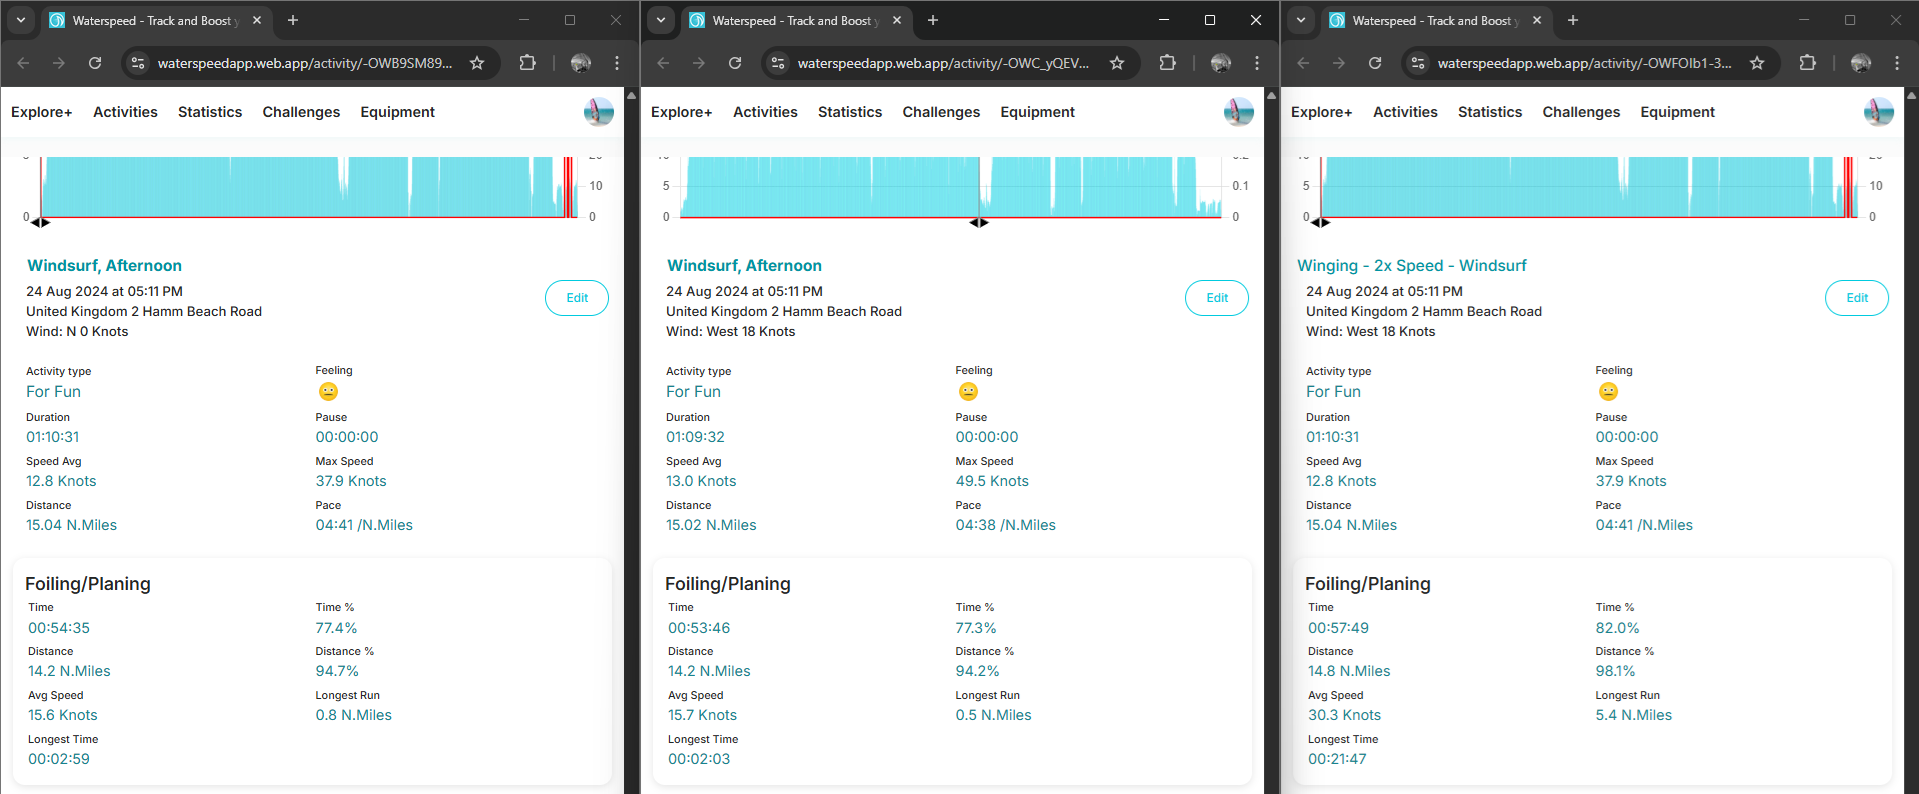 Waterspeed - Track and Boost y
waterspeedapp.web.app/activity/-OWB9SM89...
Explore+ Activities Statistics Challenges Equipment
20
10
0 0
Windsurf, Afternoon
24 Aug 2024 at 05:11 PM
Edit
United Kingdom 2 Hamm Beach Road
Wind: N 0 Knots
Activity type Feeling
For Fun
Duration Pause
01:10:31 00:00:00
Speed Avg Max Speed
12.8 Knots 37.9 Knots
Distance Pace
15.04 N.Miles 04:41 /N.Miles
Foiling/Planing
Time Time %
00:54:35 77.4%
Distance Distance %
14.2 N.Miles 94.7%
Avg Speed Longest Run
15.6 Knots 0.8 N.Miles
Longest Time
00:02:59
Waterspeed - Track and Boost y
waterspeedapp.web.app/activity/-OWC_yQEV...
Explore+ Activities Statistics Challenges Equipment
10 0.2
5 0.1
0 0
Windsurf, Afternoon
24 Aug 2024 at 05:11 PM
Edit
United Kingdom 2 Hamm Beach Road
Wind: West 18 Knots
Activity type Feeling
For Fun
Duration Pause
01:09:32 00:00:00
Speed Avg Max Speed
13.0 Knots 49.5 Knots
Distance Pace
15.02 N.Miles 04:38 /N.Miles
Foiling/Planing
Time Time %
00:53:46 77.3%
Distance Distance %
14.2 N.Miles 94.2%
Avg Speed Longest Run
15.7 Knots 0.5 N.Miles
Longest Time
00:02:03
Waterspeed - Track and Boost y
waterspeedapp.web.app/activity/-OWFOIb1-3...
Explore+ Activities Statistics Challenges Equipment
10 20
5 10
0 0
Winging - 2x Speed - Windsurf
24 Aug 2024 at 05:11 PM
Edit
United Kingdom 2 Hamm Beach Road
Wind: West 18 Knots
Activity type Feeling
For Fun
Duration Pause
01:10:31 00:00:00
Speed Avg Max Speed
12.8 Knots 37.9 Knots
Distance Pace
15.04 N.Miles 04:41 /N.Miles
Foiling/Planing
Time Time %
00:57:49 82.0%
Distance Distance %
14.8 N.Miles 98.1%
Avg Speed Longest Run
30.3 Knots 5.4 N.Miles
Longest Time
00:21:47